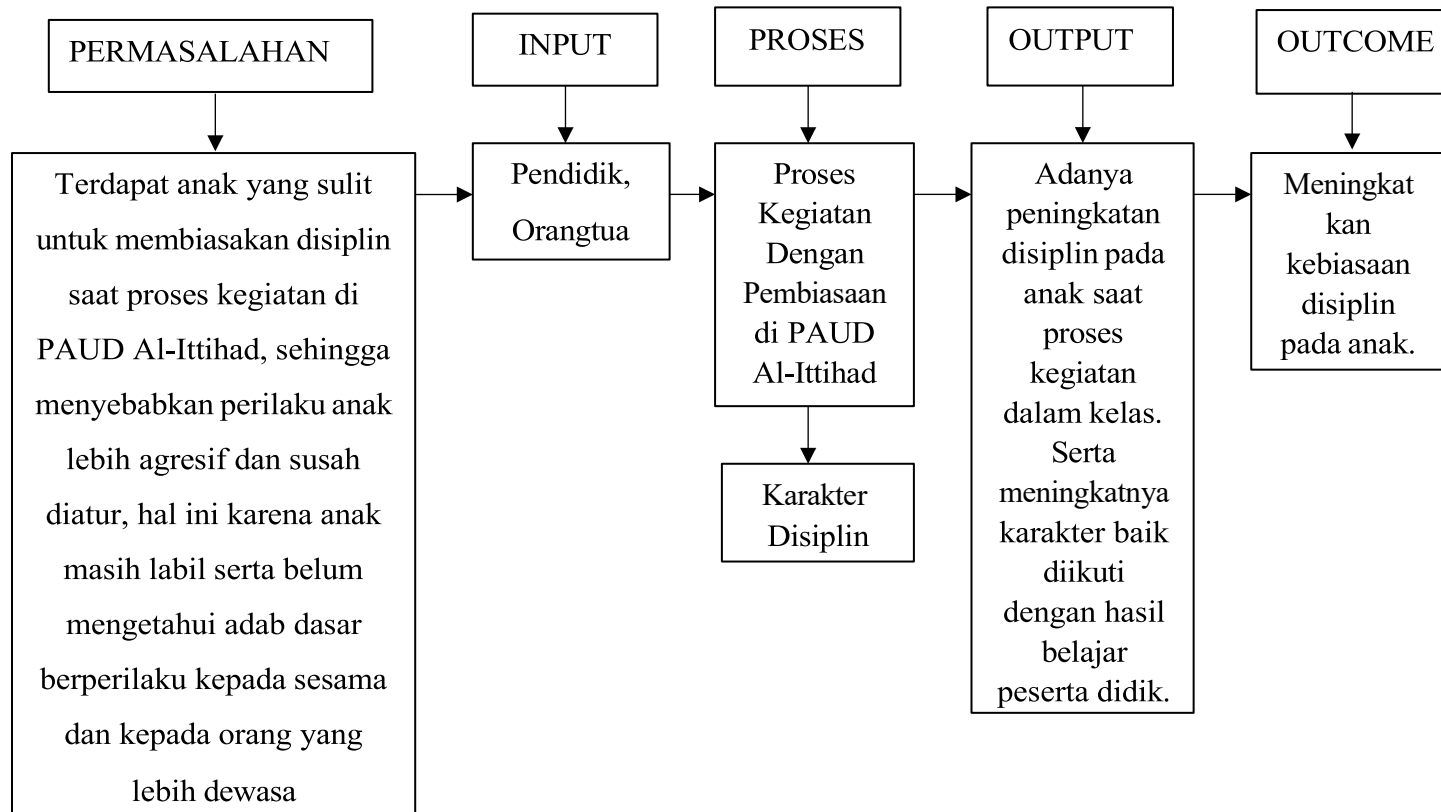 PERMASALAHAN
INPUT
PROSES
OUTPUT
OUTCOME
Terdapat anak yang sulit
untuk membiasakan disiplin
saat proses kegiatan di
PAUD Al-Ittihad, sehingga
menyebabkan perilaku anak
lebih agresif dan susah
diatur, hal ini karena anak
masih labil serta belum
mengetahui adab dasar
berperilaku kepada sesama
dan kepada orang yang
lebih dewasa
Pendidik,
Orangtua
Proses
Kegiatan
Dengan
Pembiasaan
di PAUD
Al-Ittihad
Karakter
Disiplin
Adanya
peningkatan
disiplin pada
anak saat
proses
kegiatan
dalam kelas.
Serta
meningkatnya
karakter baik
diikuti
dengan hasil
belajar
peserta didik.
Meningkat
kan
kebiasaan
disiplin
pada anak.